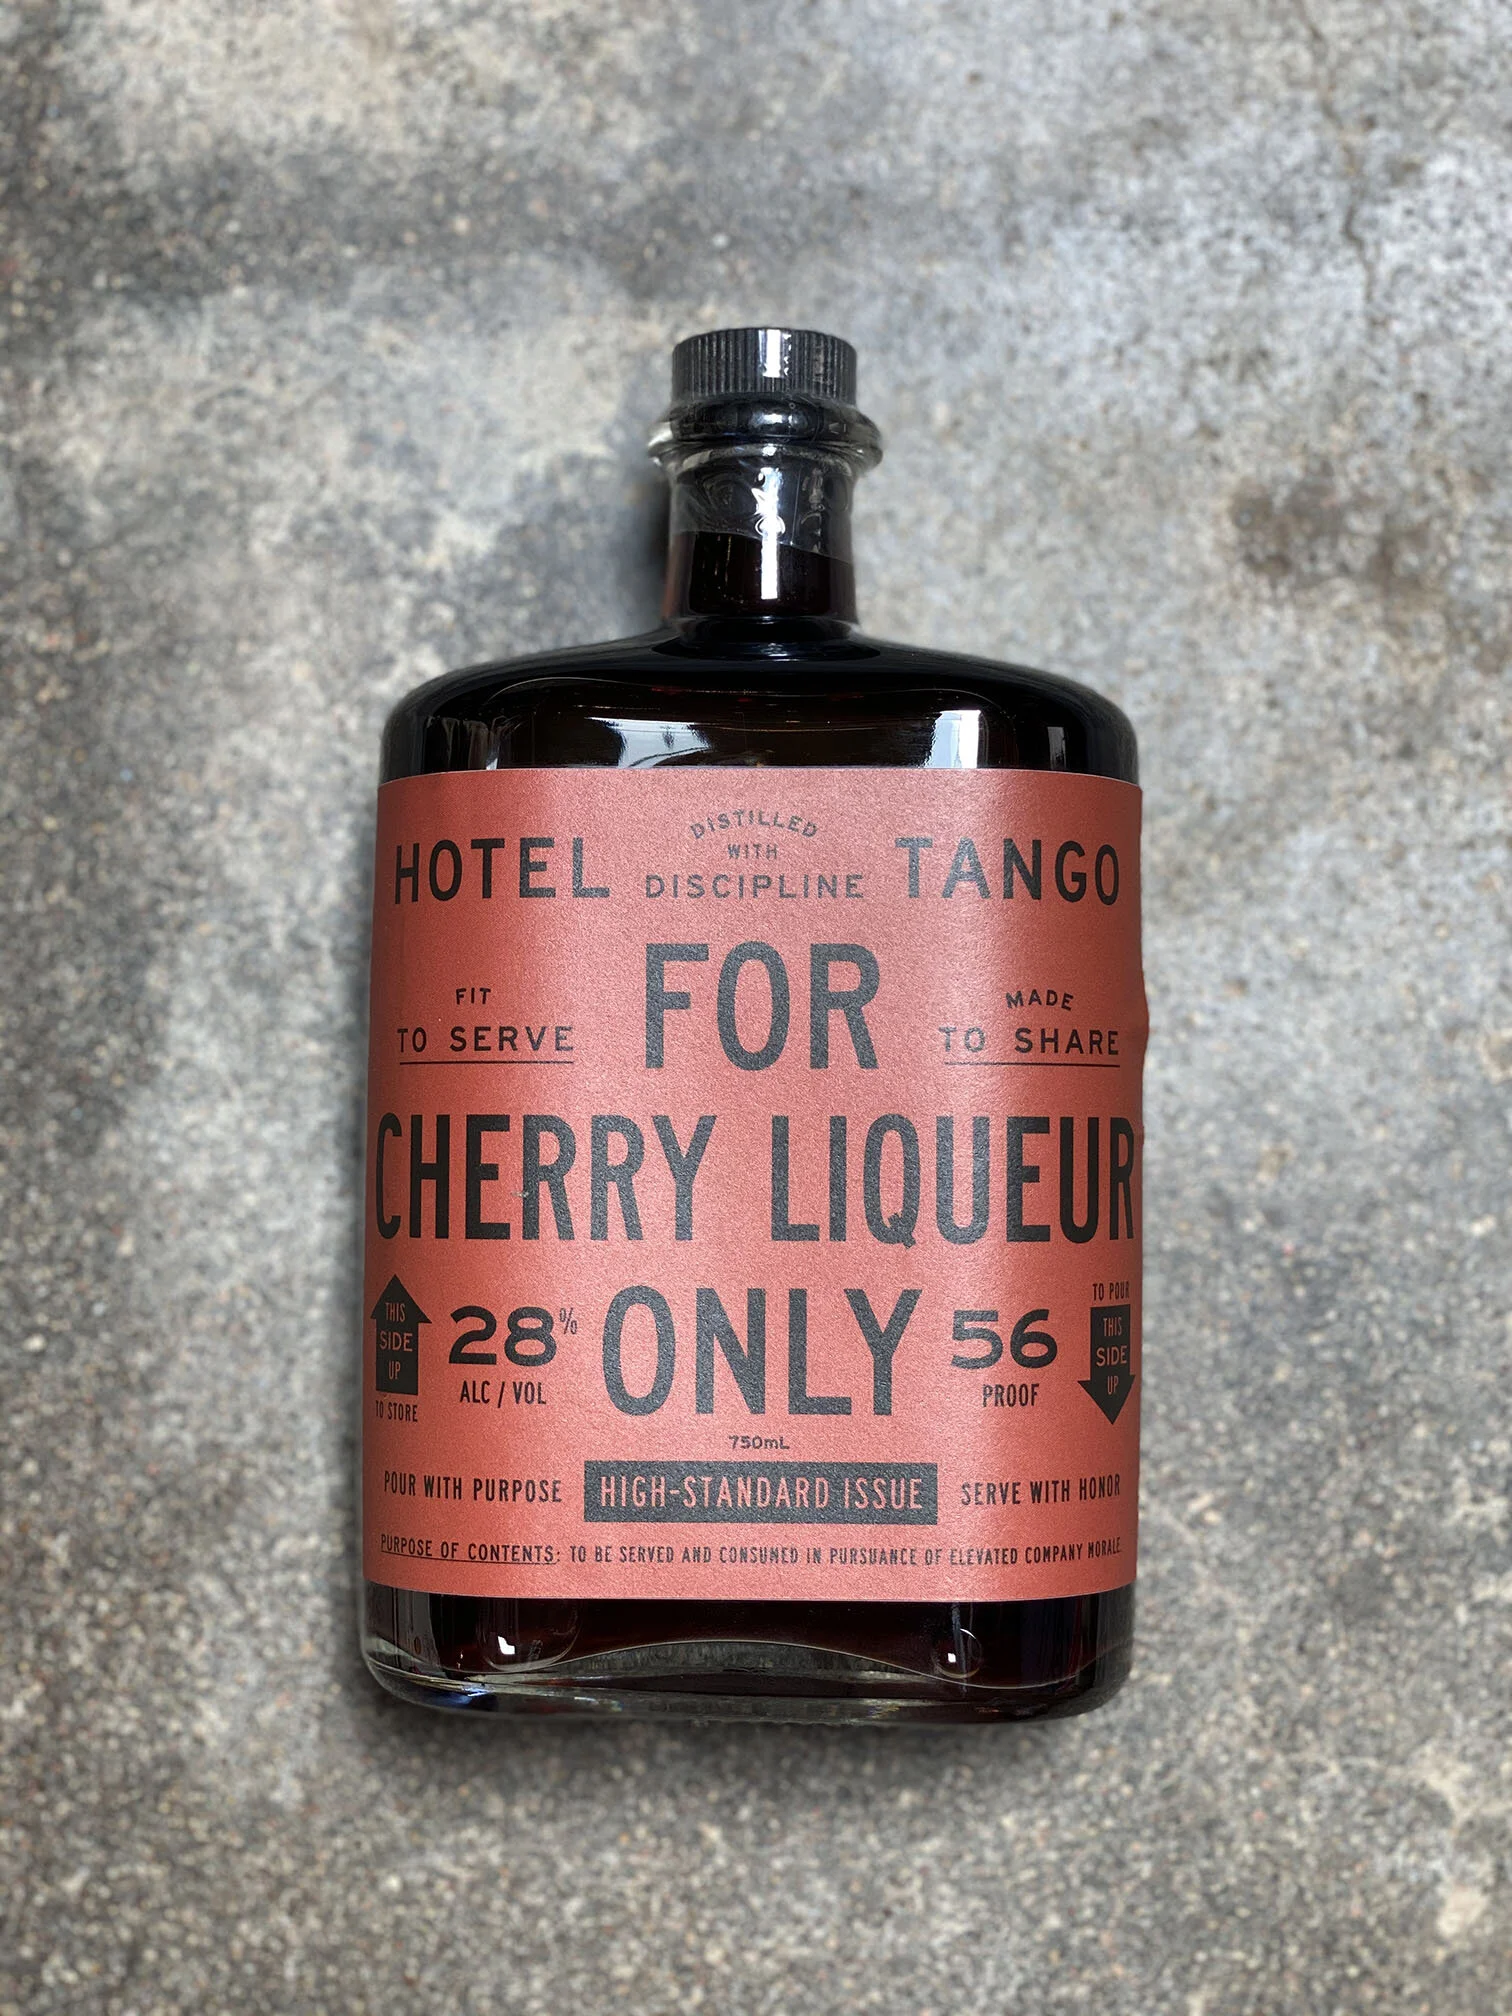 HOTEL DISTILLED WITH DISCIPLINE TANGO
FIT TO SERVE
FOR
MADE TO SHARE
CHERRY LIQUEUR
THIS SIDE UP TO STORE
28% ALC / VOL
ONLY
56 PROOF
TO POUR THIS SIDE UP
750mL
POUR WITH PURPOSE HIGH-STANDARD ISSUE SERVE WITH HONOR
PURPOSE OF CONTENTS: TO BE SERVED AND CONSUMED IN PURSUANCE OF ELEVATED COMPANY MORALE.